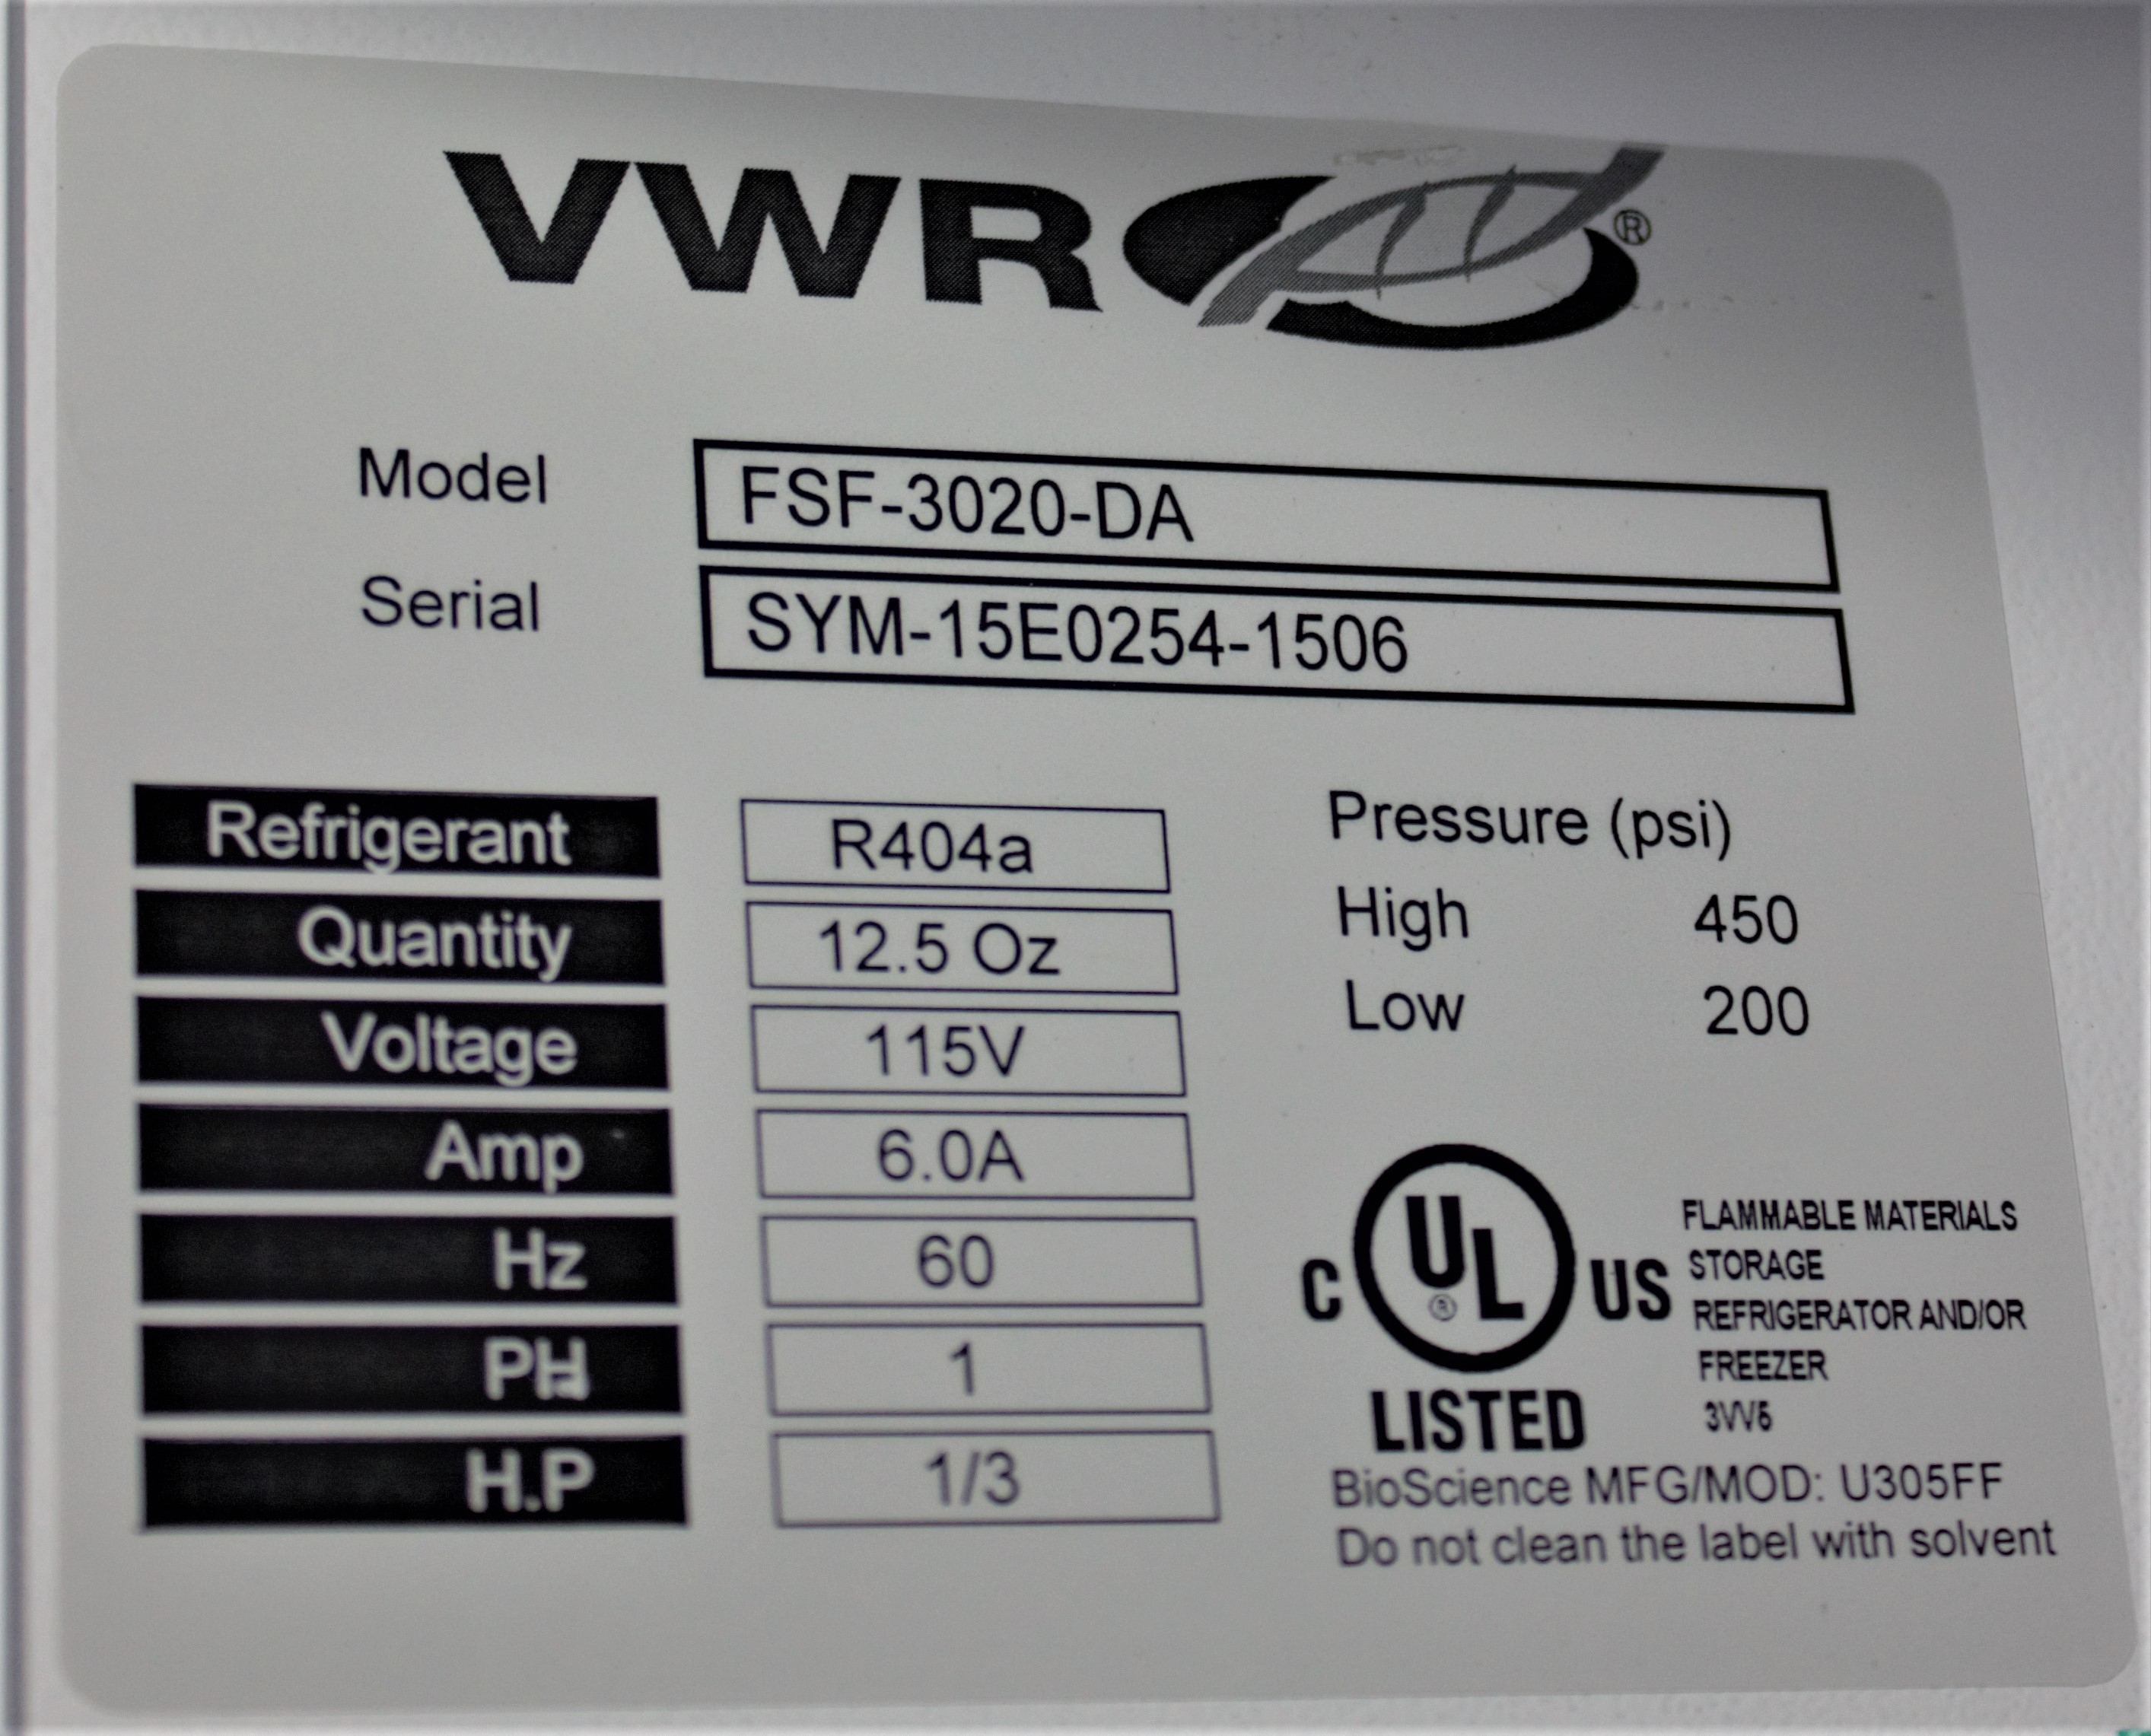 VWR®
Model FSF-3020-DA
Serial SYM-15E0254-1506
Refrigerant R404a
Quantity 12.5 Oz
Voltage 115V
Amp 6.0A
Hz 60
PH 1
H.P 1/3
Pressure (psi)
High 450
Low 200
C UL® US
LISTED
FLAMMABLE MATERIALS
STORAGE
REFRIGERATOR AND/OR
FREEZER
3VV5
BioScience MFG/MOD: U305FF
Do not clean the label with solvent